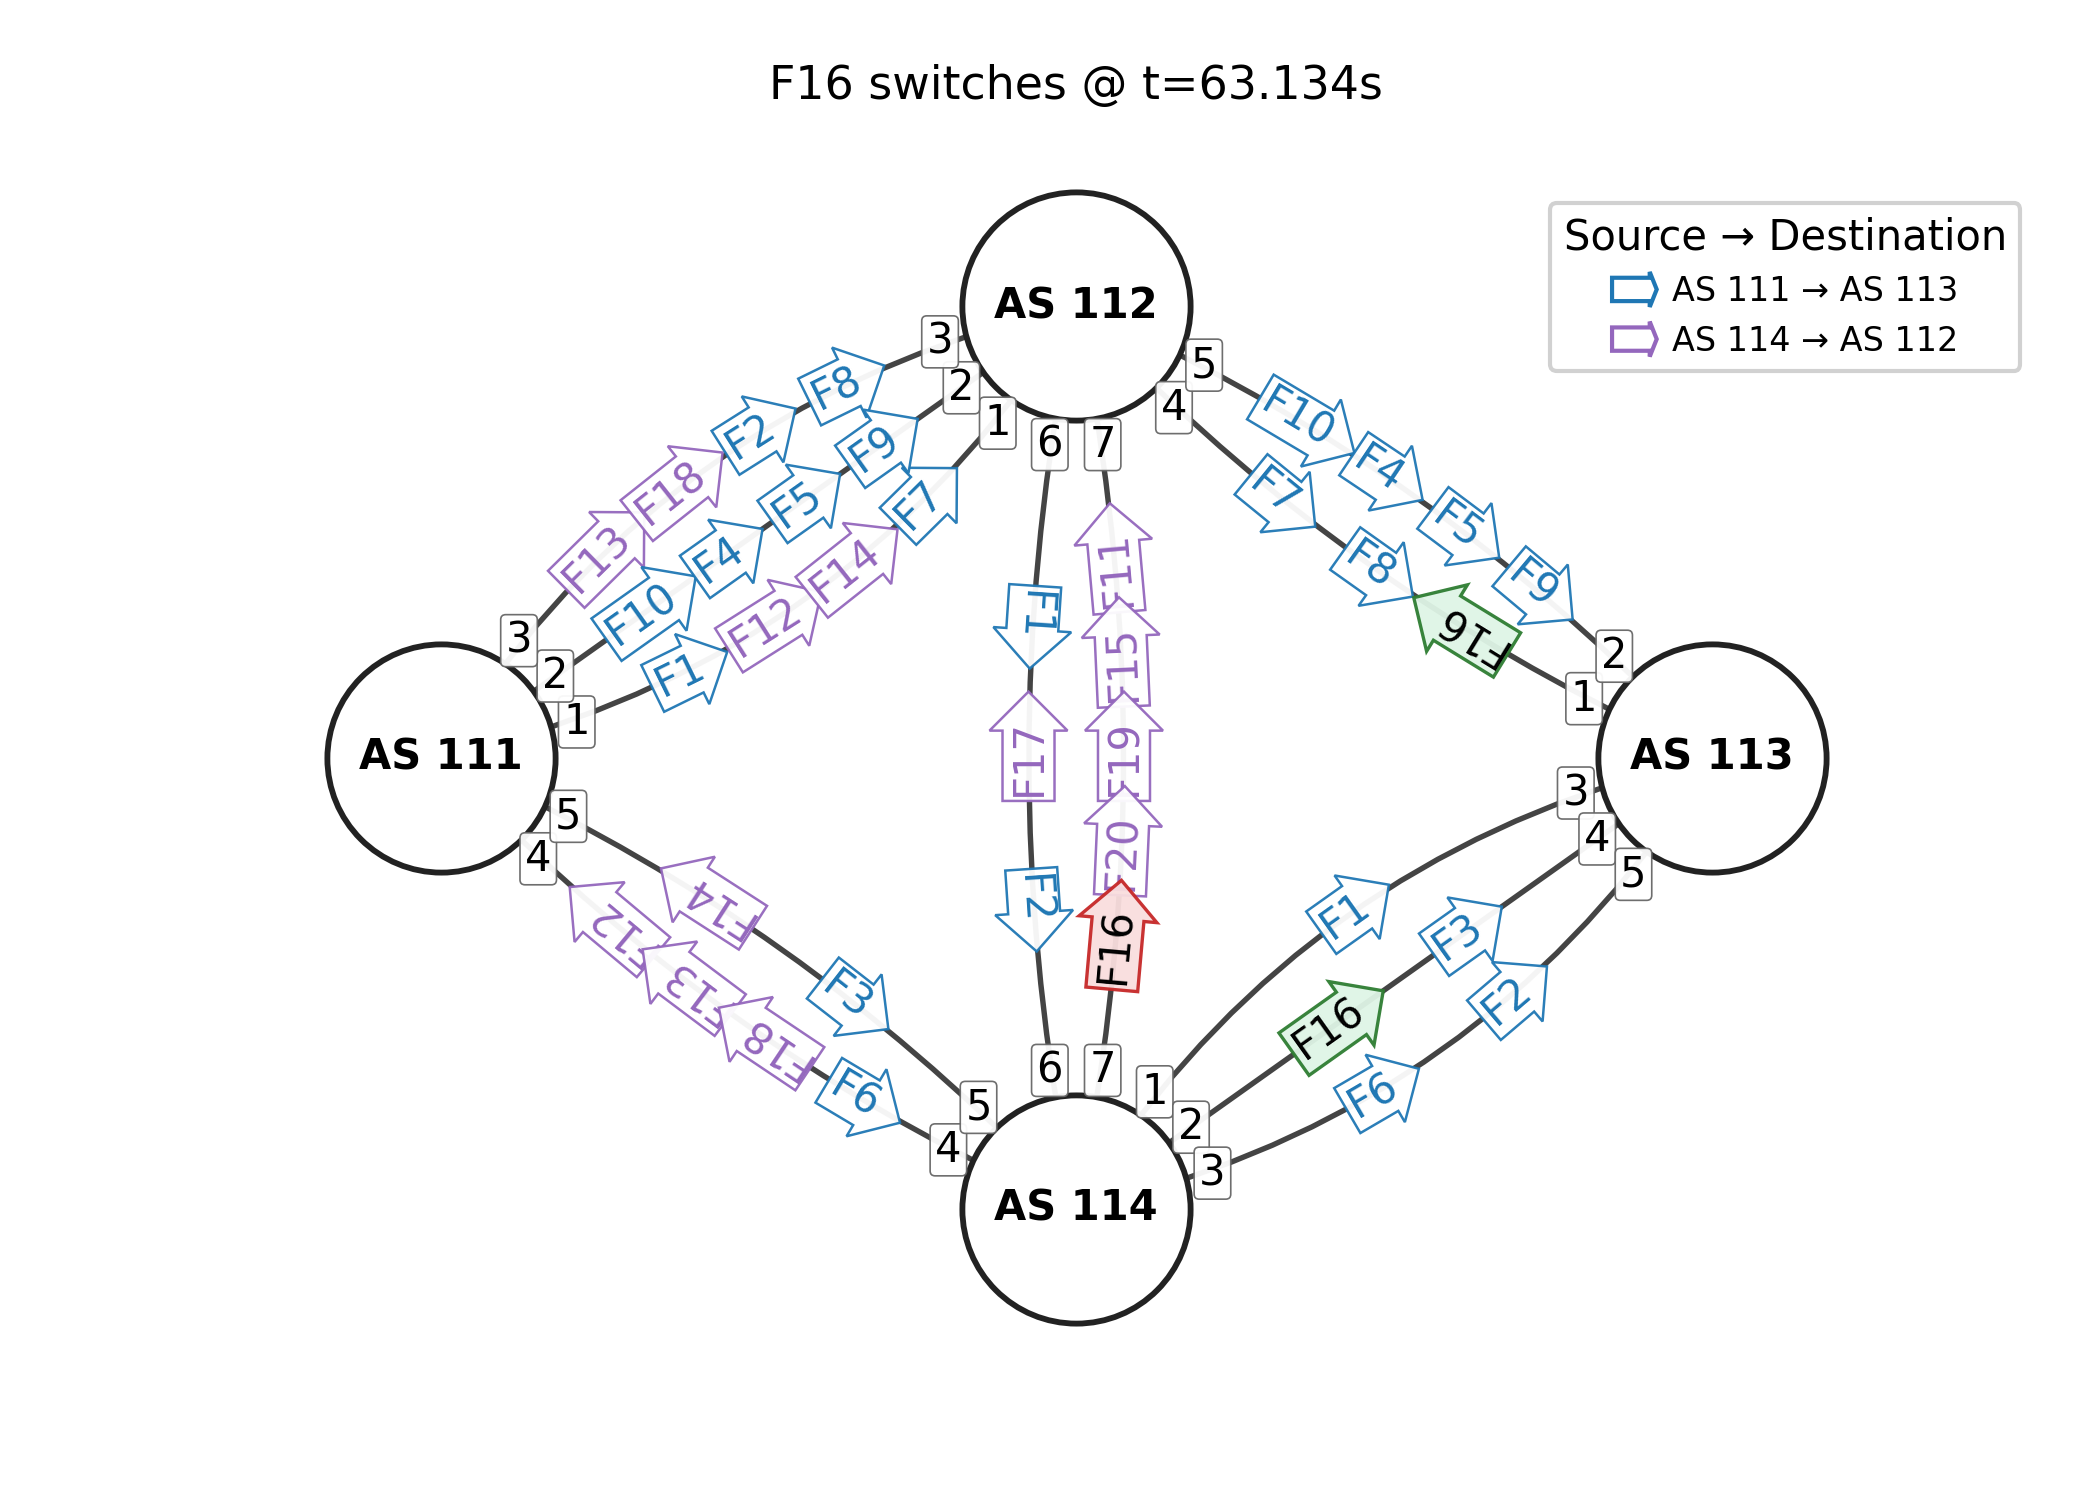 F16 switches @ t=63.134s
Source → Destination
AS 111 → AS 113
AS 114 → AS 112
AS 112
3
2
1
6
7
4
5
F8
F2
F18
F13
F9
F5
F4
F10
F7
F14
F12
F1
F10
F4
F5
F9
F7
F8
F16
F1
F17
F2
F11
F15
F19
F20
F16
AS 111
3
2
1
5
4
AS 113
2
1
3
4
5
F14
F3
F12
F13
F18
F6
F1
F3
F16
F2
F6
AS 114
5
4
6
7
1
2
3